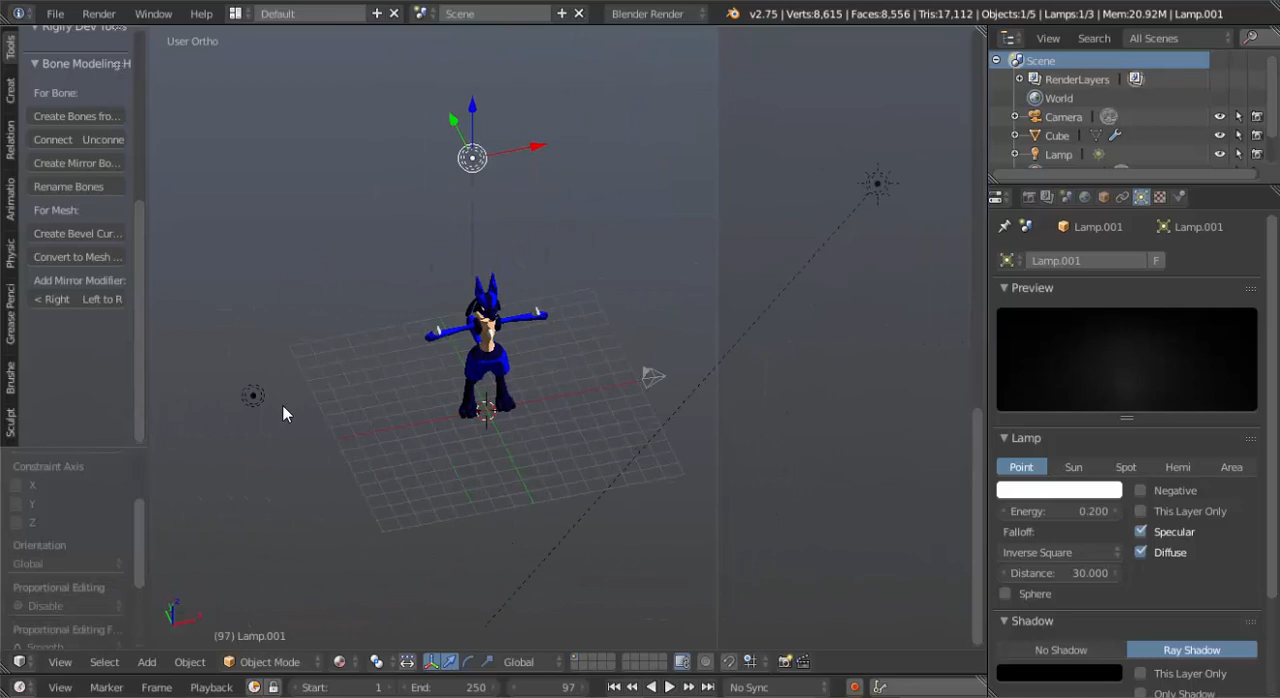 File Render Window Help Default Scene Blender Render v2.75 | Verts:8,615 | Faces:8,556 | Tris:17,112 | Objects:1/5 | Lamps:1/3 | Mem:20.92M | Lamp.001
View Search All Scenes
Scene
RenderLayers
World
Camera
Cube
Lamp
Tools
Creat
Relation
Animatio
Physic
Grease Penci
Brushe
Sculpt
Bone Modeling H
For Bone:
Create Bones fro...
Connect Unconne
Create Mirror Bo...
Rename Bones
For Mesh:
Create Bevel Cur...
Convert to Mesh ...
Add Mirror Modifier:
< Right Left to R
Constraint Axis
X
Y
Z
Orientation
Global
Proportional Editing
Disable
Proportional Editing F...
Smooth
User Ortho
(97) Lamp.001
Lamp.001 Lamp.001
Lamp.001 F
Preview
Lamp
Point Sun Spot Hemi Area
Negative
Energy: 0.200 This Layer Only
Falloff: Specular
Inverse Square Diffuse
Distance: 30.000
Sphere
Shadow
No Shadow Ray Shadow
This Layer Only
Only Shadow
View Select Add Object Object Mode Global
View Marker Frame Playback Start: 1 End: 250 97 No Sync